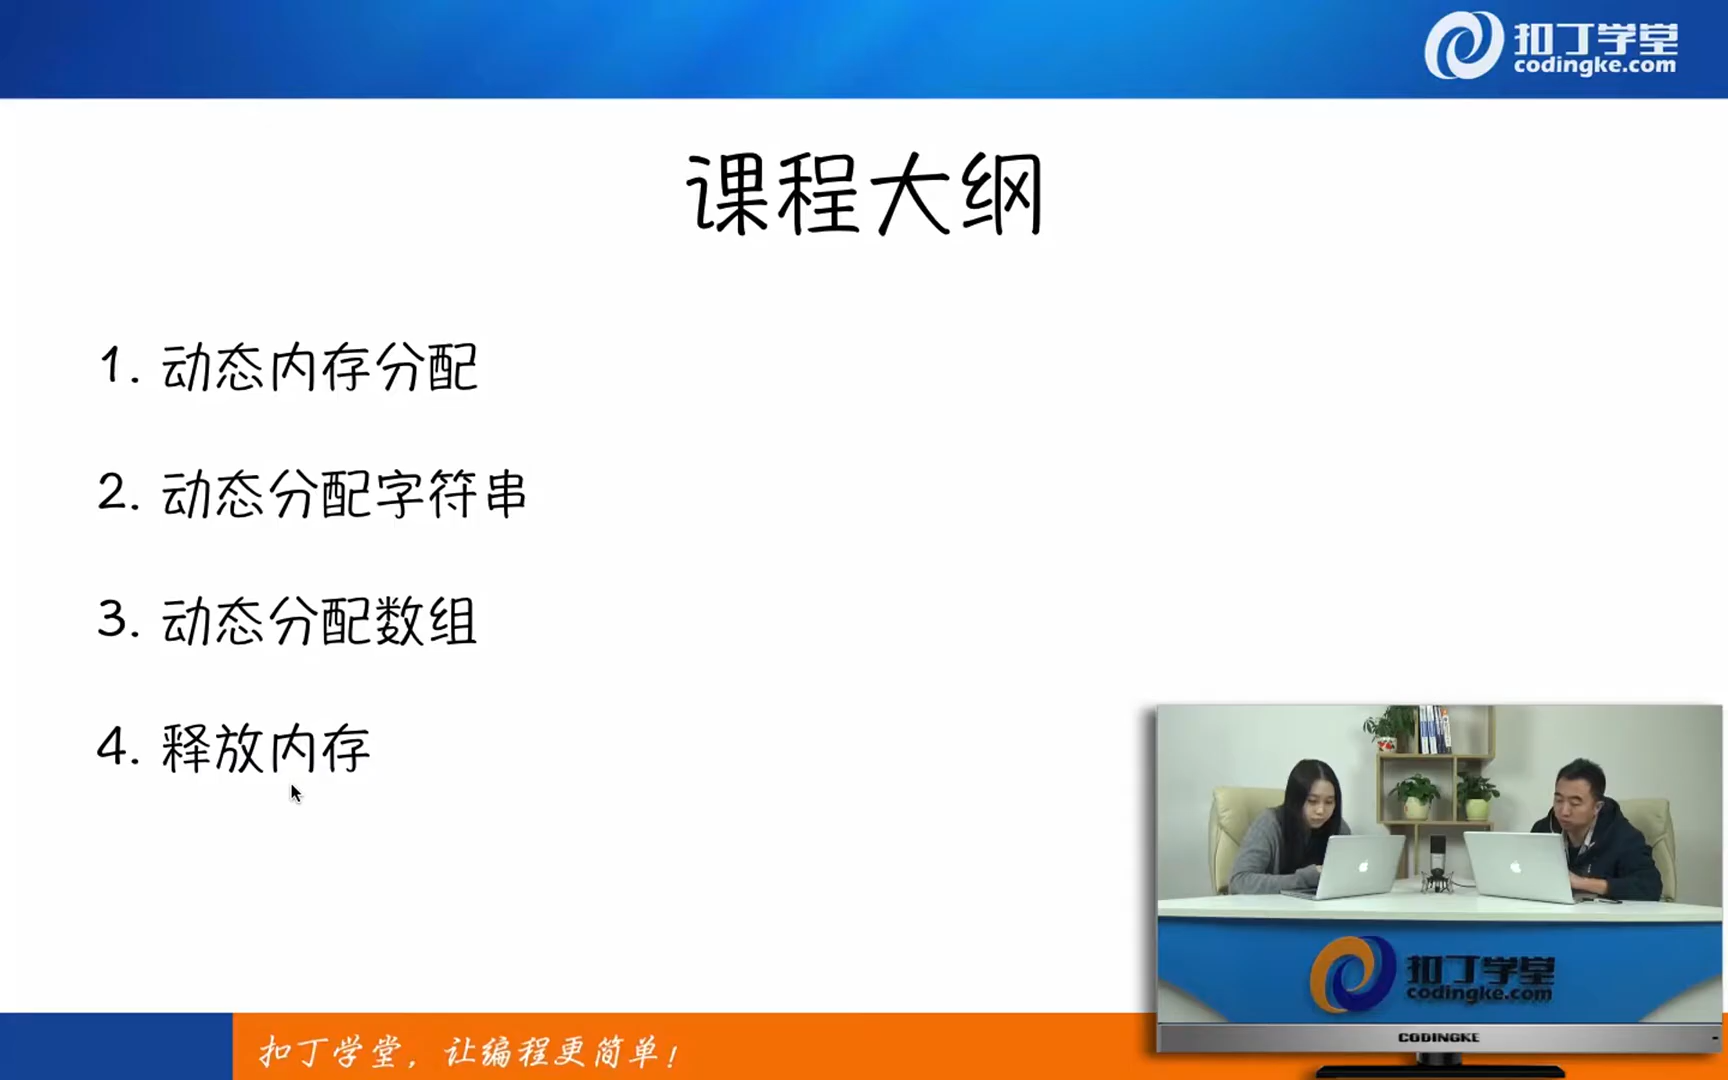 扣丁学堂
codingke.com
课程大纲
1. 动态内存分配
2. 动态分配字符串
3. 动态分配数组
4. 释放内存
扣丁学堂
codingke.com
CODINGKE
扣丁学堂，让编程更简单！